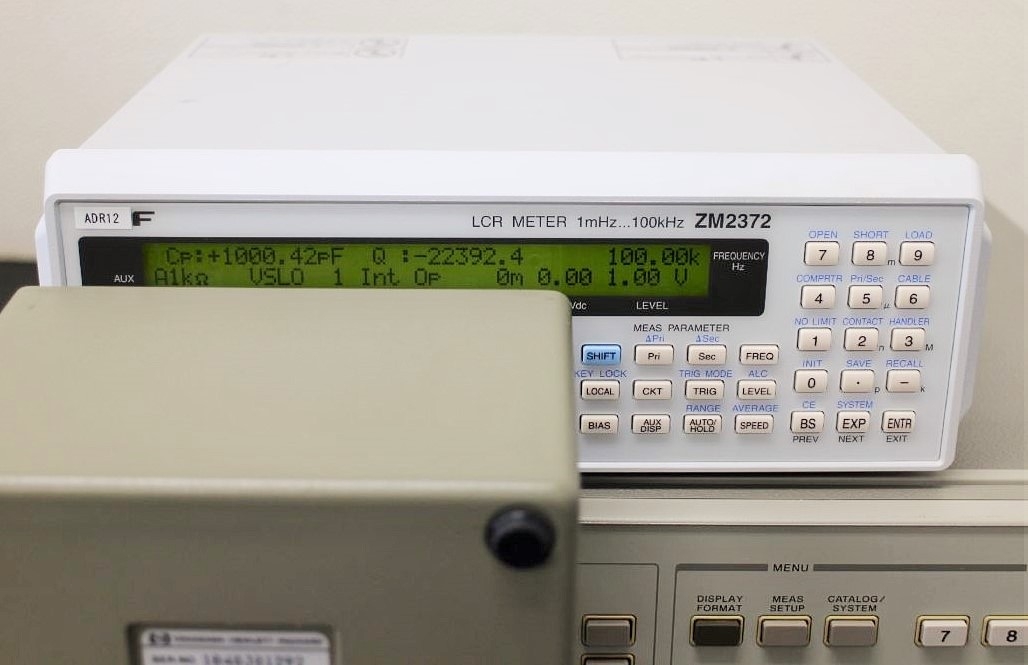 ADR12 F LCR METER 1mHz...100kHz ZM2372
Cp:+1000.42pF Q :-22392.4 100.00k
FREQUENCY
Hz
A1kΩ VSLO 1 Int Op 0m 0.00 1.00 V
AUX
Vdc LEVEL
MEAS PARAMETER
ΔPri ΔSec
SHIFT Pri Sec FREQ
KEY LOCK TRIG MODE ALC
LOCAL CKT TRIG LEVEL
RANGE AVERAGE
BIAS AUX DISP AUTO/HOLD SPEED
OPEN SHORT LOAD
7 8 m 9
COMPRTR Pri/Sec CABLE
4 5 μ 6
NO LIMIT CONTACT HANDLER
1 2 n 3 M
INIT SAVE RECALL
0 · p − k
CE SYSTEM
BS EXP ENTR
PREV NEXT EXIT
MENU
DISPLAY FORMAT
MEAS SETUP
CATALOG/SYSTEM
7 8